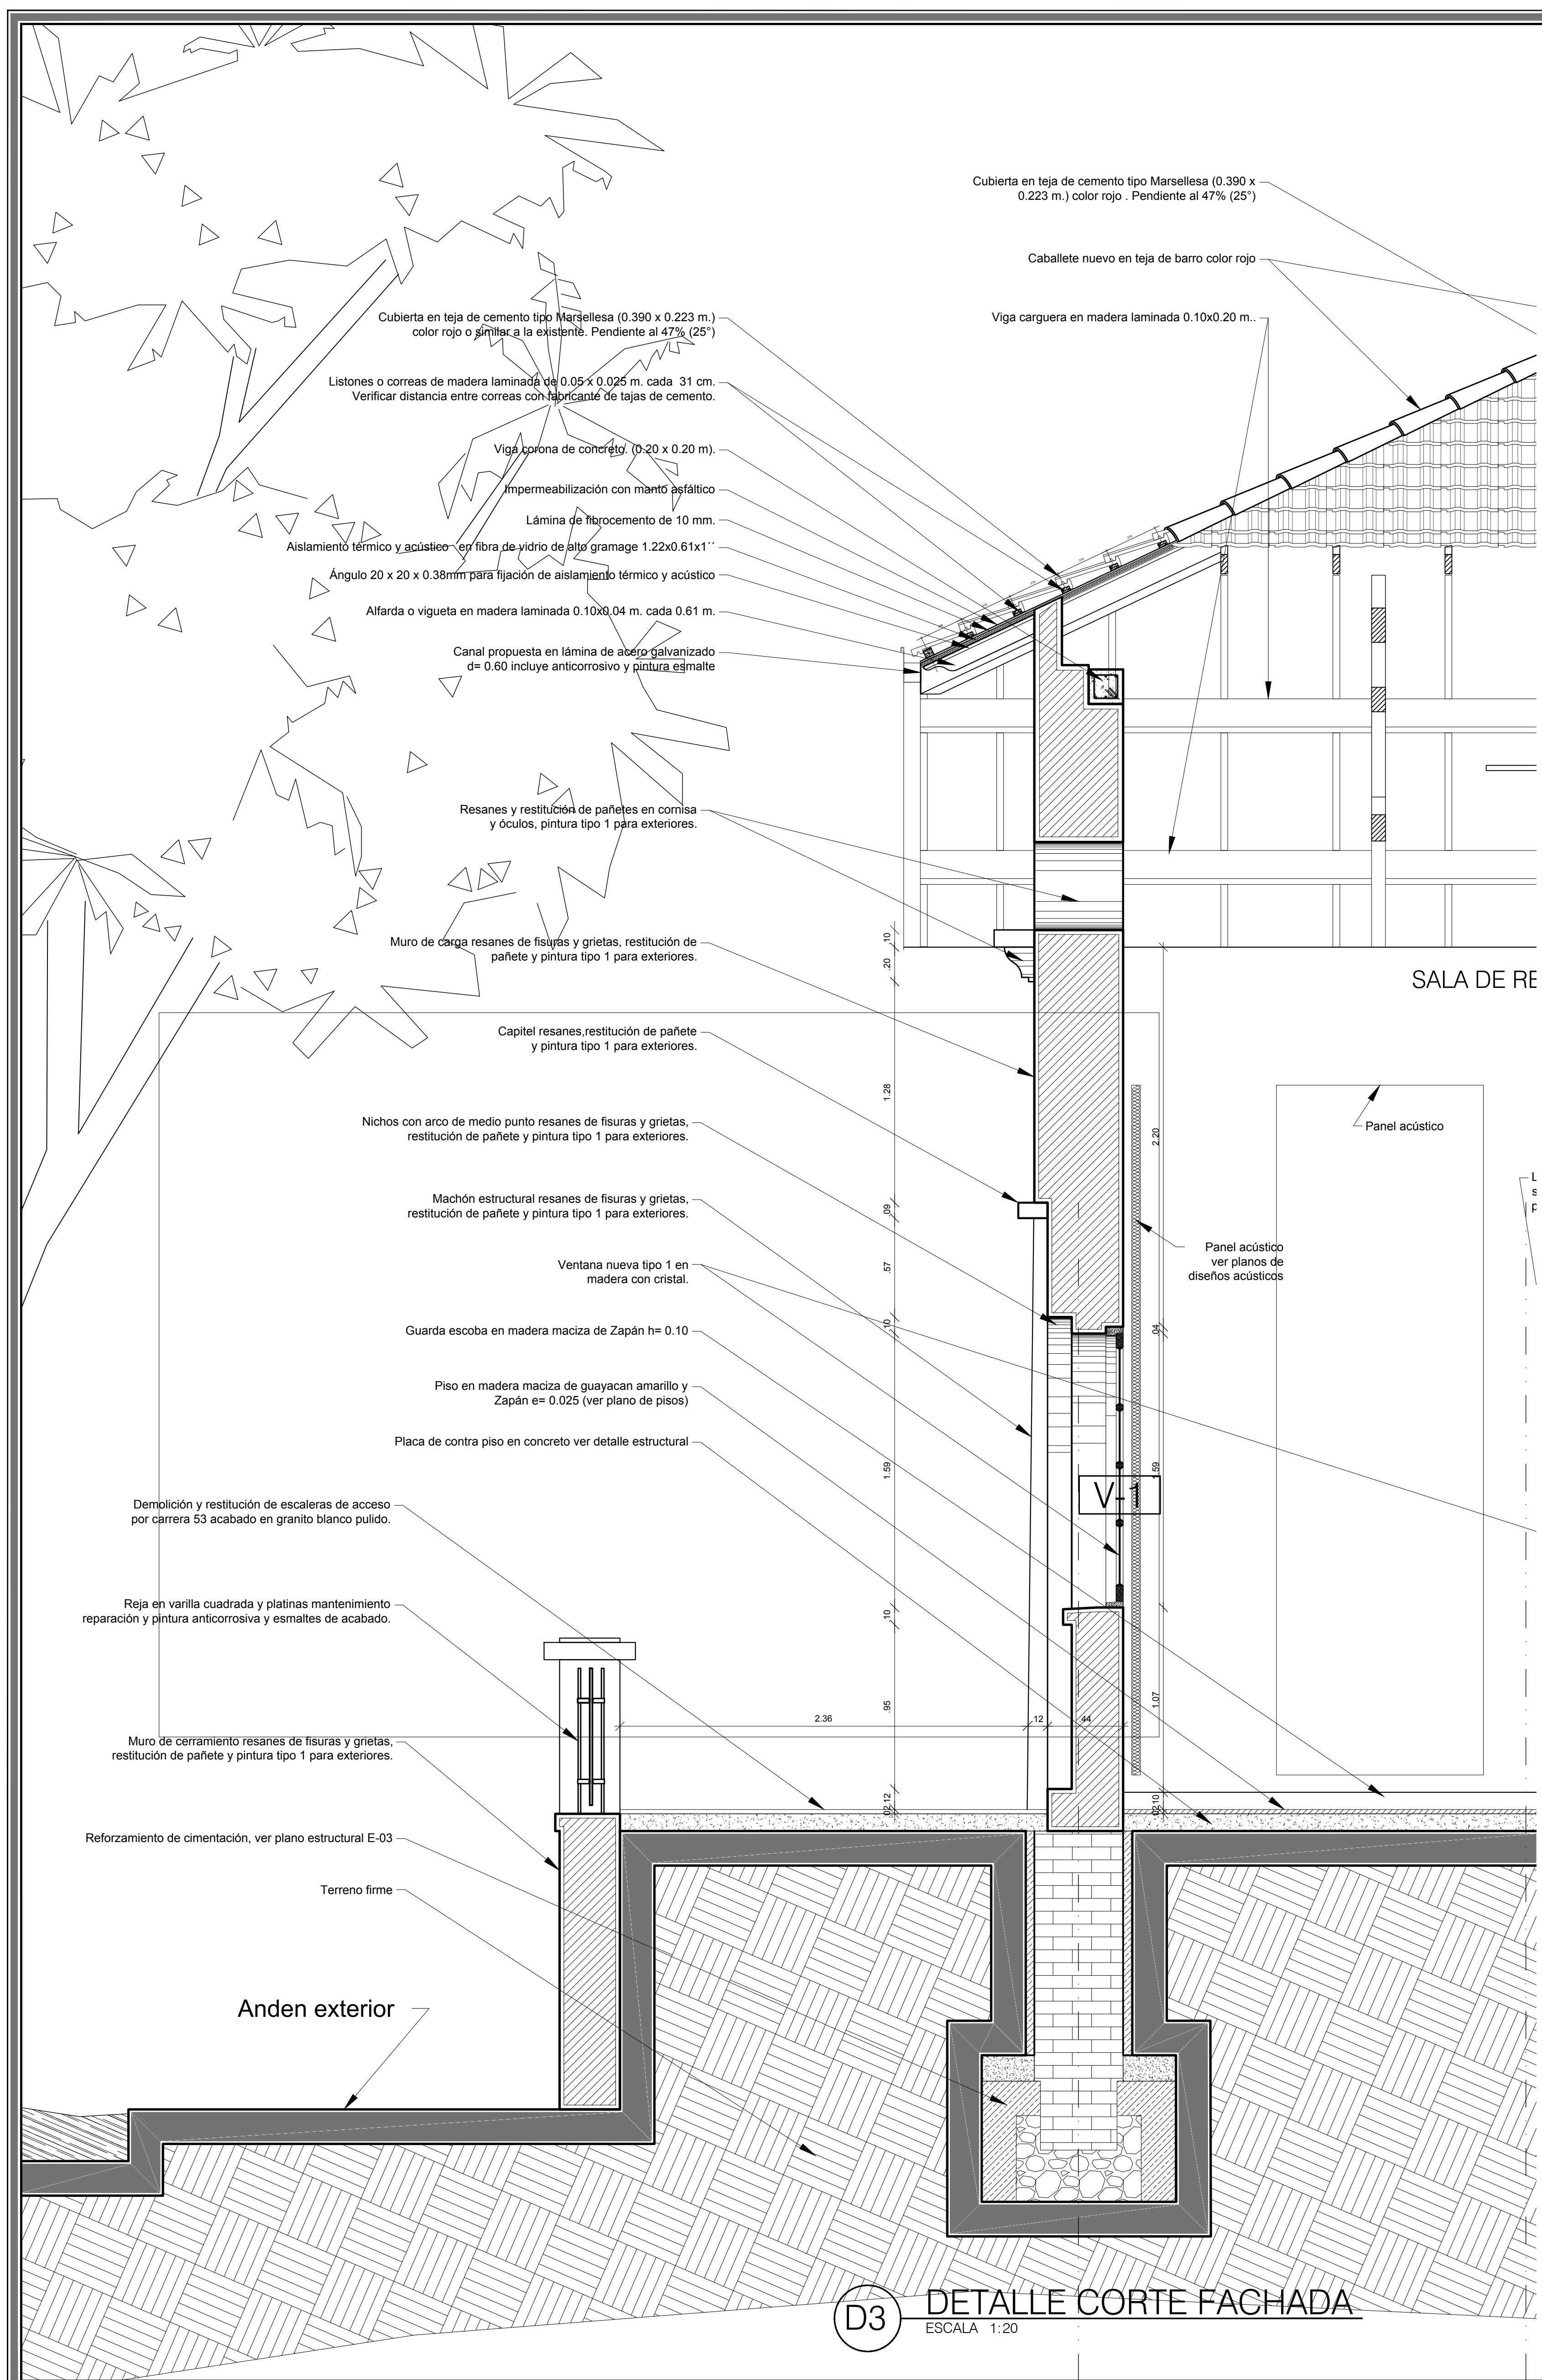 Cubierta en teja de cemento tipo Marsellesa (0.390 x
0.223 m.) color rojo . Pendiente al 47% (25°)
Caballete nuevo en teja de barro color rojo
Viga carguera en madera laminada 0.10x0.20 m..
Cubierta en teja de cemento tipo Marsellesa (0.390 x 0.223 m.)
color rojo o similar a la existente. Pendiente al 47% (25°)
Listones o correas de madera laminada de 0.05 x 0.025 m. cada 31 cm.
Verificar distancia entre correas con fabricante de tajas de cemento.
Viga corona de concreto. (0.20 x 0.20 m).
Impermeabilización con manto asfáltico
Lámina de fibrocemento de 10 mm.
Aislamiento térmico y acústico en fibra de vidrio de alto gramage 1.22x0.61x1´´
Ángulo 20 x 20 x 0.38mm para fijación de aislamiento térmico y acústico
Alfarda o vigueta en madera laminada 0.10x0.04 m. cada 0.61 m.
Canal propuesta en lámina de acero galvanizado
d= 0.60 incluye anticorrosivo y pintura esmalte
Resanes y restitución de pañetes en cornisa
y óculos, pintura tipo 1 para exteriores.
Muro de carga resanes de fisuras y grietas, restitución de
pañete y pintura tipo 1 para exteriores.
.10
.20
SALA DE RE
Capitel resanes,restitución de pañete
y pintura tipo 1 para exteriores.
1.28
Nichos con arco de medio punto resanes de fisuras y grietas,
restitución de pañete y pintura tipo 1 para exteriores.
2.20
Panel acústico
Machón estructural resanes de fisuras y grietas,
restitución de pañete y pintura tipo 1 para exteriores.
.09
Panel acústico
ver planos de
diseños acústicos
Ventana nueva tipo 1 en
madera con cristal.
.57
Guarda escoba en madera maciza de Zapán h= 0.10
.10
.04
Piso en madera maciza de guayacan amarillo y
Zapán e= 0.025 (ver plano de pisos)
Placa de contra piso en concreto ver detalle estructural
1.59
1.59
V-1
Demolición y restitución de escaleras de acceso
por carrera 53 acabado en granito blanco pulido.
Reja en varilla cuadrada y platinas mantenimiento
reparación y pintura anticorrosiva y esmaltes de acabado.
.10
.95
1.07
2.36
.12
.44
Muro de cerramiento resanes de fisuras y grietas,
restitución de pañete y pintura tipo 1 para exteriores.
.12
.02
.10
.02
Reforzamiento de cimentación, ver plano estructural E-03
Terreno firme
Anden exterior
D3
DETALLE CORTE FACHADA
ESCALA 1:20